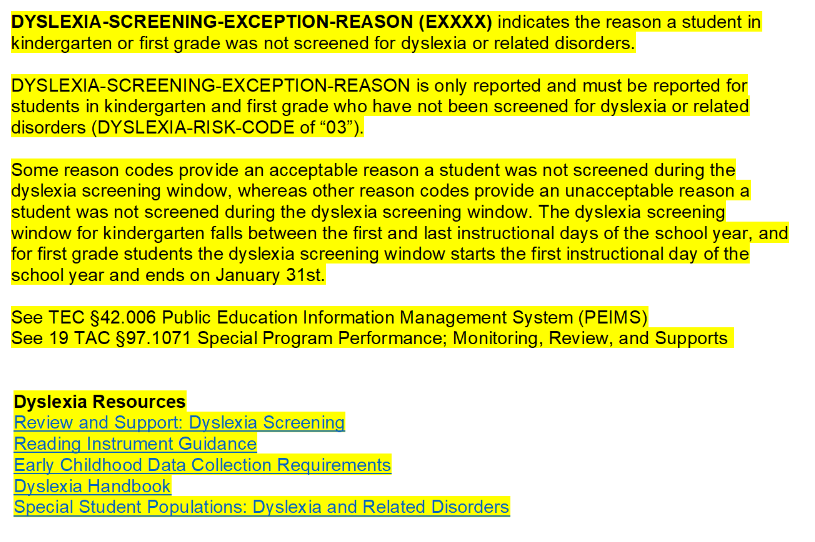 DYSLEXIA-SCREENING-EXCEPTION-REASON (EXXXX) indicates the reason a student in
kindergarten or first grade was not screened for dyslexia or related disorders.
DYSLEXIA-SCREENING-EXCEPTION-REASON is only reported and must be reported for
students in kindergarten and first grade who have not been screened for dyslexia or related
disorders (DYSLEXIA-RISK-CODE of “03”).
Some reason codes provide an acceptable reason a student was not screened during the
dyslexia screening window, whereas other reason codes provide an unacceptable reason a
student was not screened during the dyslexia screening window. The dyslexia screening
window for kindergarten falls between the first and last instructional days of the school year, and
for first grade students the dyslexia screening window starts the first instructional day of the
school year and ends on January 31st.
See TEC §42.006 Public Education Information Management System (PEIMS)
See 19 TAC §97.1071 Special Program Performance; Monitoring, Review, and Supports
Dyslexia Resources
Review and Support: Dyslexia Screening
Reading Instrument Guidance
Early Childhood Data Collection Requirements
Dyslexia Handbook
Special Student Populations: Dyslexia and Related Disorders